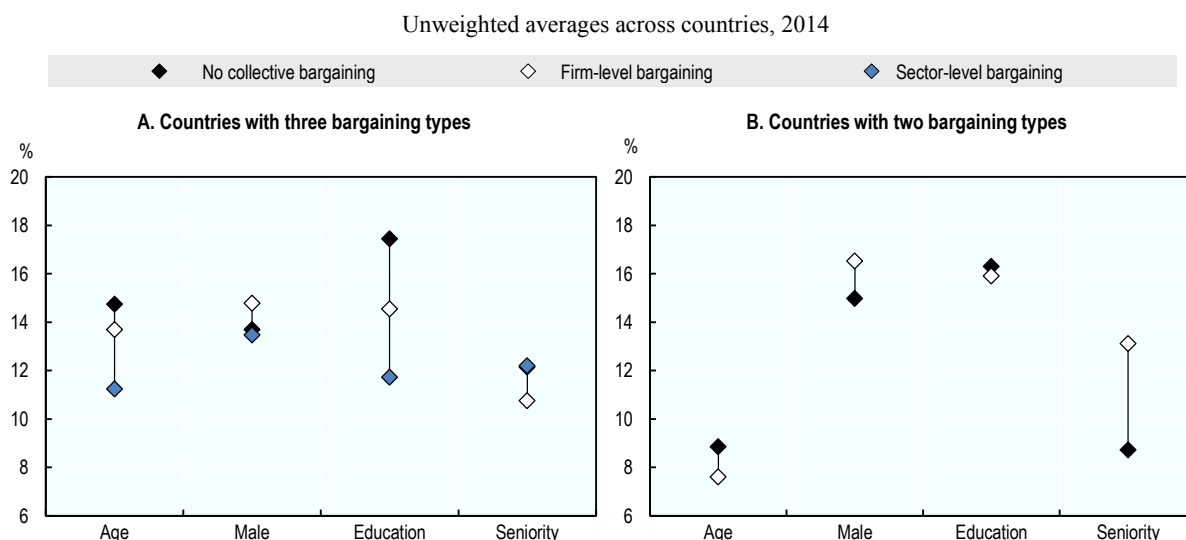 Unweighted averages across countries, 2014
No collective bargaining
Firm-level bargaining
Sector-level bargaining
A. Countries with three bargaining types
%
20
18
16
14
12
10
8
6
Age
Male
Education
Seniority
B. Countries with two bargaining types
%
20
18
16
14
12
10
8
6
Age
Male
Education
Seniority